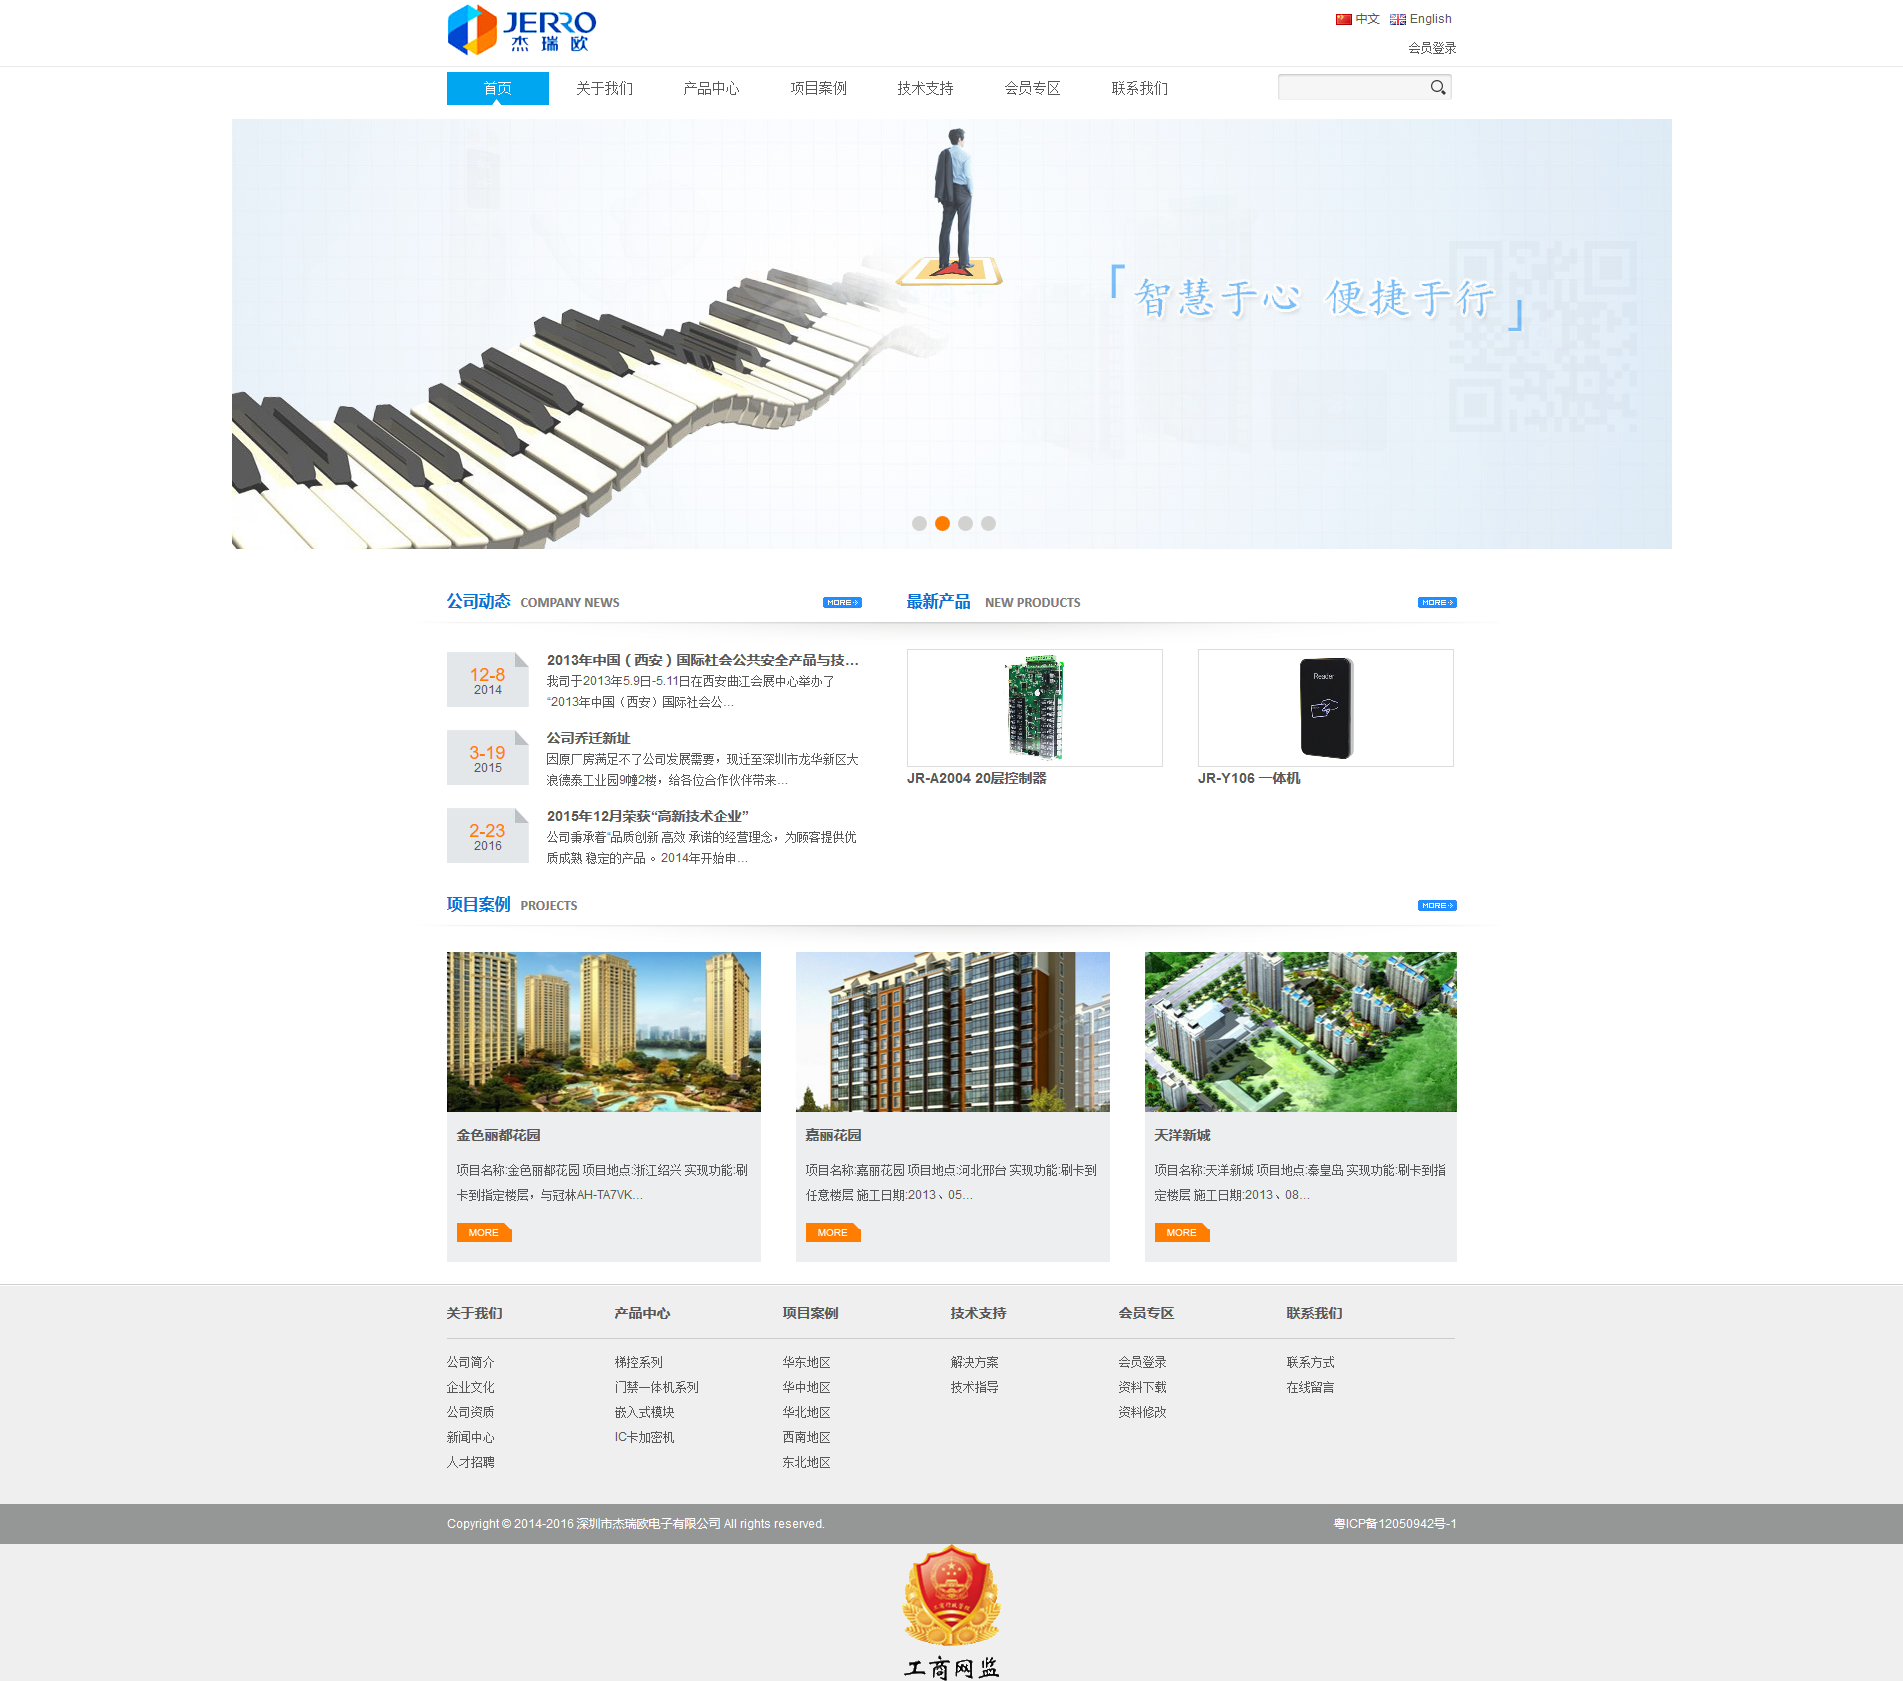 JERRO
杰瑞欧
中文 English
会员登录
首页 关于我们 产品中心 项目案例 技术支持 会员专区 联系我们
「智慧于心 便捷于行」
公司动态 COMPANY NEWS MORE
最新产品 NEW PRODUCTS MORE
12-8
2014
2013年中国（西安）国际社会公共安全产品与技...
我司于2013年5.9日-5.11日在西安曲江会展中心举办了
“2013年中国（西安）国际社会公...
3-19
2015
公司乔迁新址
因原厂房满足不了公司发展需要，现迁至深圳市龙华新区大
浪德泰工业园9幢2楼，给各位合作伙伴带来...
2-23
2016
2015年12月荣获“高新技术企业”
公司秉承着“品质创新 高效 承诺的经营理念，为顾客提供优
质成熟 稳定的产品 。 2014年开始申...
JR-A2004 20层控制器
Reader
JR-Y106 一体机
项目案例 PROJECTS MORE
金色丽都花园
项目名称:金色丽都花园 项目地点:浙江绍兴 实现功能:刷
卡到指定楼层，与冠林AH-TA7VK...
MORE
嘉丽花园
项目名称:嘉丽花园 项目地点:河北邢台 实现功能:刷卡到
任意楼层 施工日期:2013、05...
MORE
天洋新城
项目名称:天洋新城 项目地点:秦皇岛 实现功能:刷卡到指
定楼层 施工日期:2013、08...
MORE
关于我们 产品中心 项目案例 技术支持 会员专区 联系我们
公司简介 梯控系列 华东地区 解决方案 会员登录 联系方式
企业文化 门禁一体机系列 华中地区 技术指导 资料下载 在线留言
公司资质 嵌入式模块 华北地区 资料修改
新闻中心 IC卡加密机 西南地区
人才招聘 东北地区
Copyright © 2014-2016 深圳市杰瑞欧电子有限公司 All rights reserved. 粤ICP备12050942号-1
工商行政管理
工商网监